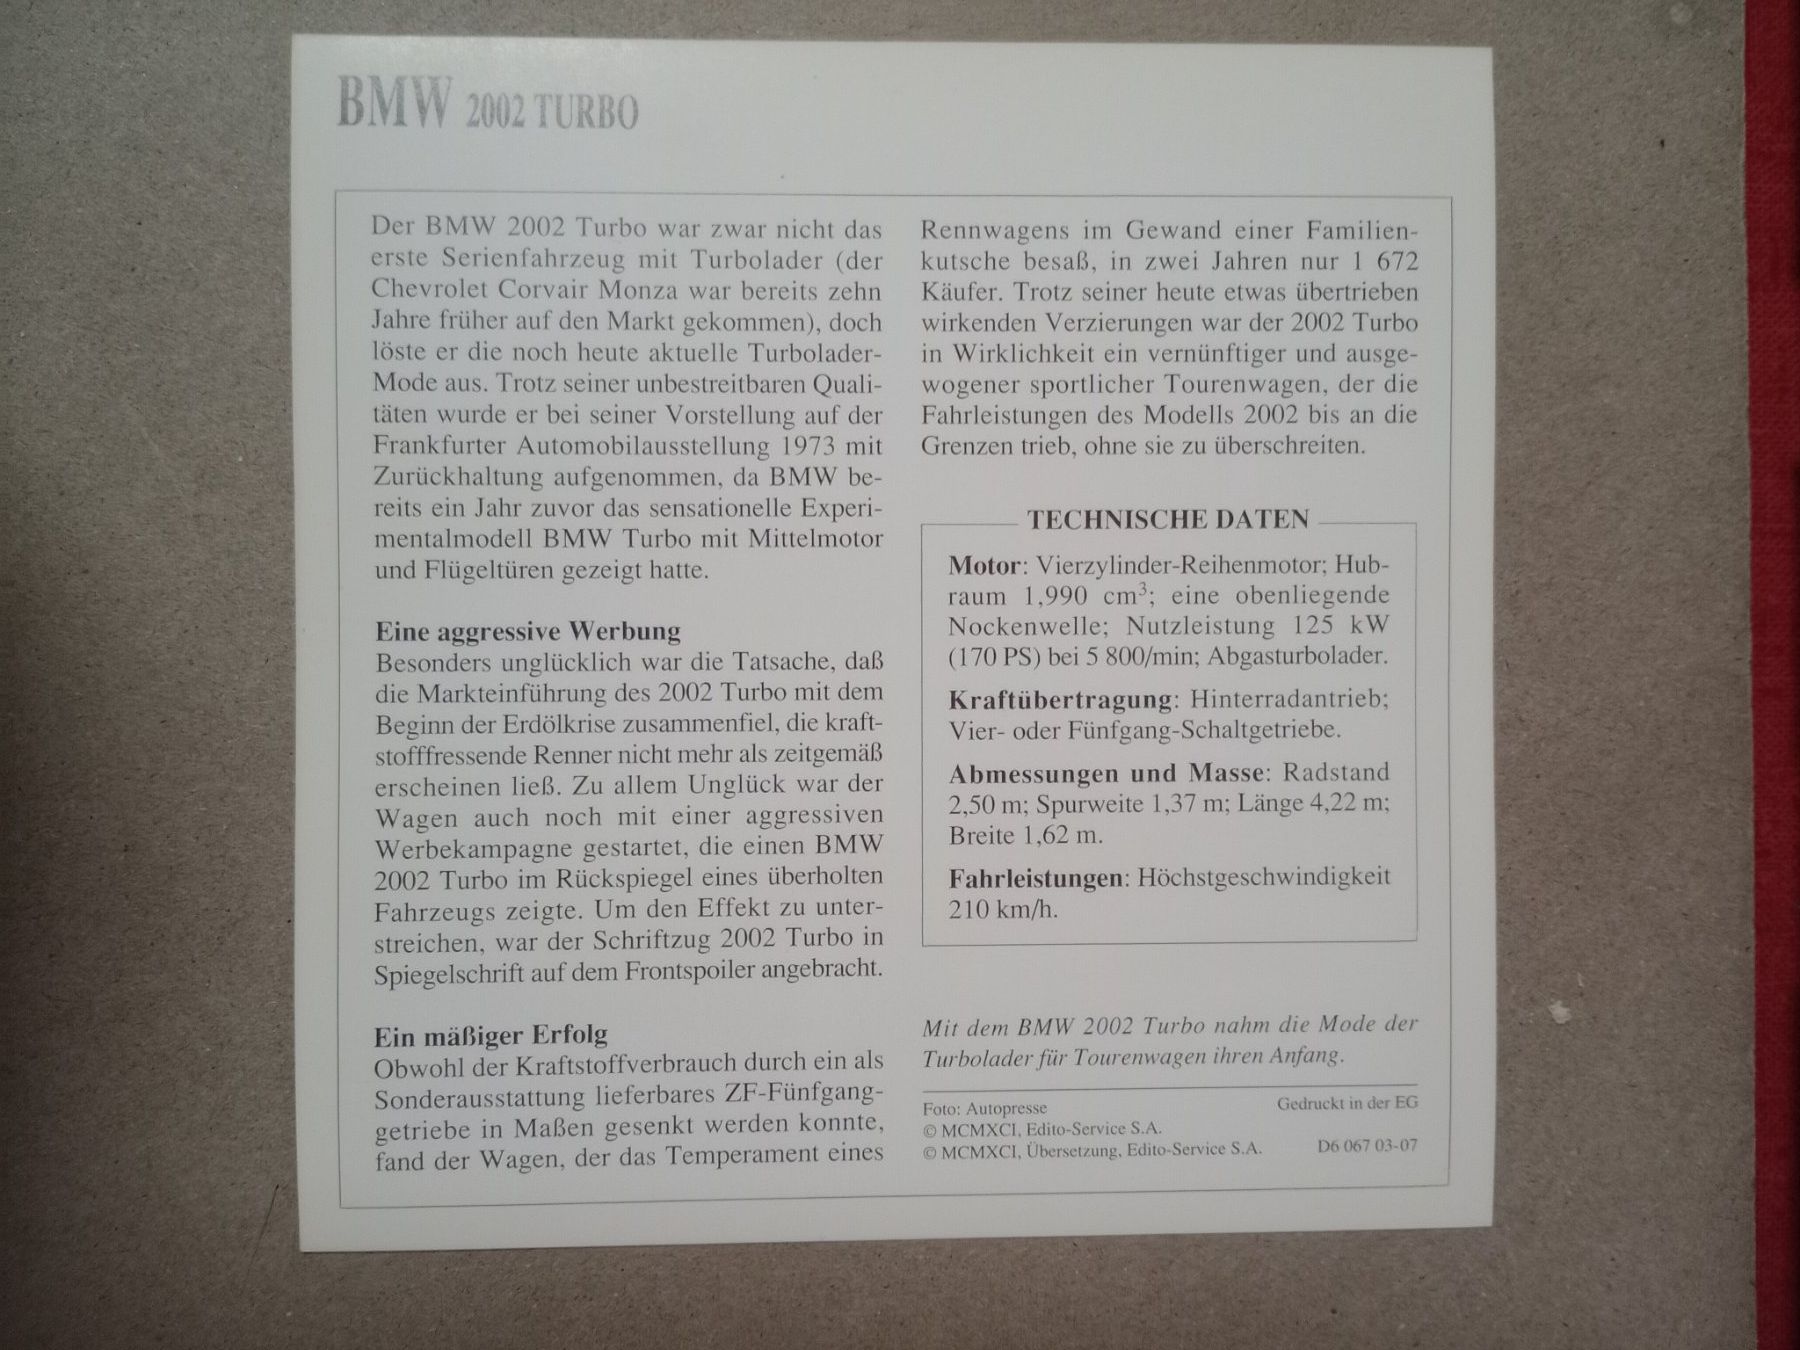 BMW 2002 TURBO
Der BMW 2002 Turbo war zwar nicht das
erste Serienfahrzeug mit Turbolader (der
Chevrolet Corvair Monza war bereits zehn
Jahre früher auf den Markt gekommen), doch
löste er die noch heute aktuelle Turbolader-
Mode aus. Trotz seiner unbestreitbaren Quali-
täten wurde er bei seiner Vorstellung auf der
Frankfurter Automobilausstellung 1973 mit
Zurückhaltung aufgenommen, da BMW be-
reits ein Jahr zuvor das sensationelle Experi-
mentalmodell BMW Turbo mit Mittelmotor
und Flügeltüren gezeigt hatte.
Eine aggressive Werbung
Besonders unglücklich war die Tatsache, daß
die Markteinführung des 2002 Turbo mit dem
Beginn der Erdölkrise zusammenfiel, die kraft-
stofffressende Renner nicht mehr als zeitgemäß
erscheinen ließ. Zu allem Unglück war der
Wagen auch noch mit einer aggressiven
Werbekampagne gestartet, die einen BMW
2002 Turbo im Rückspiegel eines überholten
Fahrzeugs zeigte. Um den Effekt zu unter-
streichen, war der Schriftzug 2002 Turbo in
Spiegelschrift auf dem Frontspoiler angebracht.
Ein mäßiger Erfolg
Obwohl der Kraftstoffverbrauch durch ein als
Sonderausstattung lieferbares ZF-Fünfgang-
getriebe in Maßen gesenkt werden konnte,
fand der Wagen, der das Temperament eines
Rennwagens im Gewand einer Familien-
kutsche besaß, in zwei Jahren nur 1 672
Käufer. Trotz seiner heute etwas übertrieben
wirkenden Verzierungen war der 2002 Turbo
in Wirklichkeit ein vernünftiger und ausge-
wogener sportlicher Tourenwagen, der die
Fahrleistungen des Modells 2002 bis an die
Grenzen trieb, ohne sie zu überschreiten.
TECHNISCHE DATEN
Motor: Vierzylinder-Reihenmotor; Hub-
raum 1,990 cm³; eine obenliegende
Nockenwelle; Nutzleistung 125 kW
(170 PS) bei 5 800/min; Abgasturbolader.
Kraftübertragung: Hinterradantrieb;
Vier- oder Fünfgang-Schaltgetriebe.
Abmessungen und Masse: Radstand
2,50 m; Spurweite 1,37 m; Länge 4,22 m;
Breite 1,62 m.
Fahrleistungen: Höchstgeschwindigkeit
210 km/h.
Mit dem BMW 2002 Turbo nahm die Mode der
Turbolader für Tourenwagen ihren Anfang.
Foto: Autopresse Gedruckt in der EG
© MCMXCI, Edito-Service S.A.
© MCMXCI, Übersetzung, Edito-Service S.A. D6 067 03-07